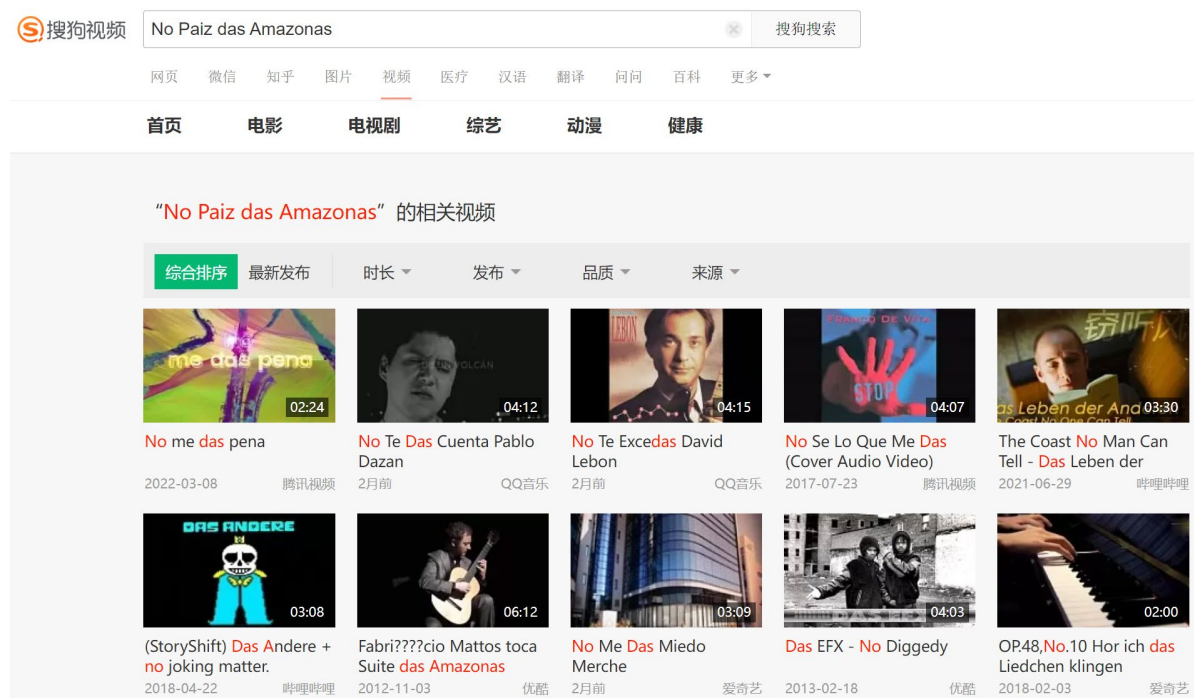 搜狗视频
No Paiz das Amazonas
搜狗搜索
网页 微信 知乎 图片 视频 医疗 汉语 翻译 问问 百科 更多
首页 电影 电视剧 综艺 动漫 健康
“No Paiz das Amazonas” 的相关视频
综合排序 最新发布 时长 发布 品质 来源
me das pena
02:24
04:12
LEBON
04:15
FRANCO DE VITA
STOP
04:07
窃听风
as Leben der And
03:30
No me das pena
2022-03-08 腾讯视频
No Te Das Cuenta Pablo
Dazan
2月前 QQ音乐
No Te Excedas David
Lebon
2月前 QQ音乐
No Se Lo Que Me Das
(Cover Audio Video)
2017-07-23 腾讯视频
The Coast No Man Can
Tell - Das Leben der
2021-06-29 哔哩哔哩
DAS ANDERE
03:08
06:12
03:09
04:03
02:00
(StoryShift) Das Andere +
no joking matter.
2018-04-22 哔哩哔哩
Fabri????cio Mattos toca
Suite das Amazonas
2012-11-03 优酷
No Me Das Miedo
Merche
2月前 爱奇艺
Das EFX - No Diggedy
2013-02-18 优酷
OP.48,No.10 Hor ich das
Liedchen klingen
2018-02-03 爱奇艺